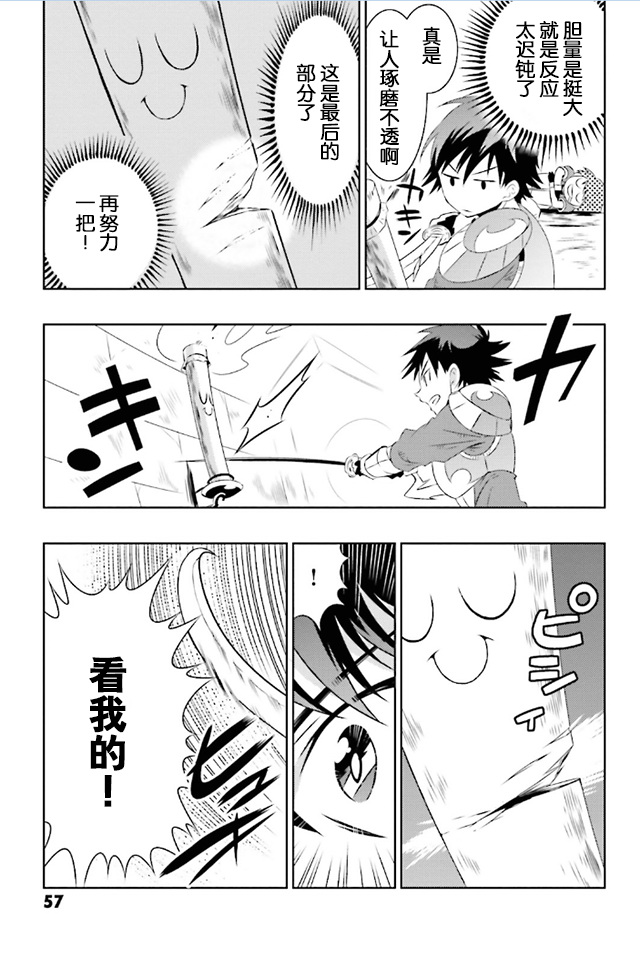 胆量是挺大
就是反应
太迟钝了
真是
让人琢磨不透啊
这是最后的
部分了
再努力
一把！
カキン
カッ
キン
！
ピシィ
看我的！
ビュオ
57